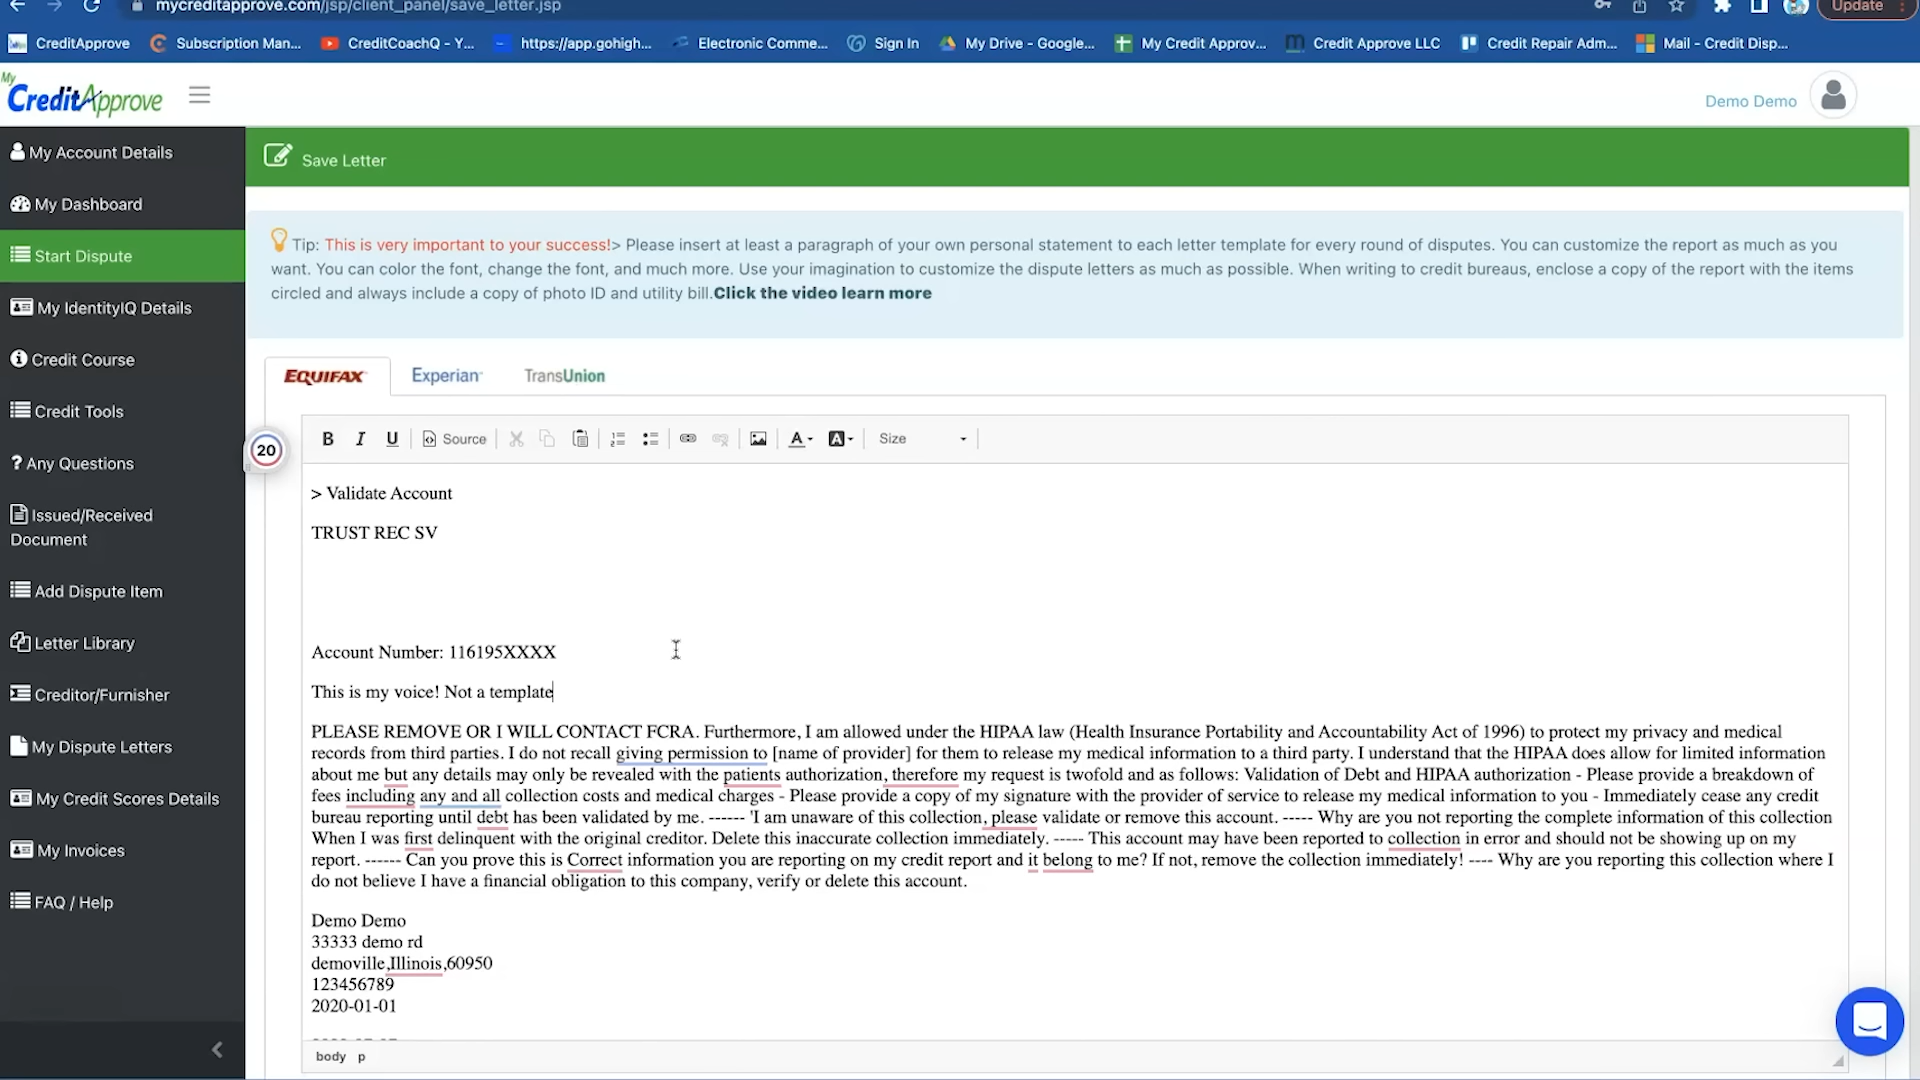 mycreditapprove.com/jsp/client_panel/save_letter.jsp
Update
CreditApprove
Subscription Man...
CreditCoachQ - Y...
https://app.gohigh...
Electronic Comme...
Sign In
My Drive - Google...
My Credit Approv...
Credit Approve LLC
Credit Repair Adm...
Mail - Credit Disp...
My CreditApprove
Demo Demo
My Account Details
My Dashboard
Start Dispute
My IdentityIQ Details
Credit Course
Credit Tools
Any Questions
Issued/Received
Document
Add Dispute Item
Letter Library
Creditor/Furnisher
My Dispute Letters
My Credit Scores Details
My Invoices
FAQ / Help
Save Letter
Tip: This is very important to your success!> Please insert at least a paragraph of your own personal statement to each letter template for every round of disputes. You can customize the report as much as you
want. You can color the font, change the font, and much more. Use your imagination to customize the dispute letters as much as possible. When writing to credit bureaus, enclose a copy of the report with the items
circled and always include a copy of photo ID and utility bill.Click the video learn more
EQUIFAX
Experian
TransUnion
20
B I U Source A A Size
> Validate Account
TRUST REC SV
Account Number: 116195XXXX
This is my voice! Not a template
PLEASE REMOVE OR I WILL CONTACT FCRA. Furthermore, I am allowed under the HIPAA law (Health Insurance Portability and Accountability Act of 1996) to protect my privacy and medical
records from third parties. I do not recall giving permission to [name of provider] for them to release my medical information to a third party. I understand that the HIPAA does allow for limited information
about me but any details may only be revealed with the patients authorization, therefore my request is twofold and as follows: Validation of Debt and HIPAA authorization - Please provide a breakdown of
fees including any and all collection costs and medical charges - Please provide a copy of my signature with the provider of service to release my medical information to you - Immediately cease any credit
bureau reporting until debt has been validated by me. ------ 'I am unaware of this collection, please validate or remove this account. ----- Why are you not reporting the complete information of this collection
When I was first delinquent with the original creditor. Delete this inaccurate collection immediately. ----- This account may have been reported to collection in error and should not be showing up on my
report. ------ Can you prove this is Correct information you are reporting on my credit report and it belong to me? If not, remove the collection immediately! ---- Why are you reporting this collection where I
do not believe I have a financial obligation to this company, verify or delete this account.
Demo Demo
33333 demo rd
demoville,Illinois,60950
123456789
2020-01-01
body p